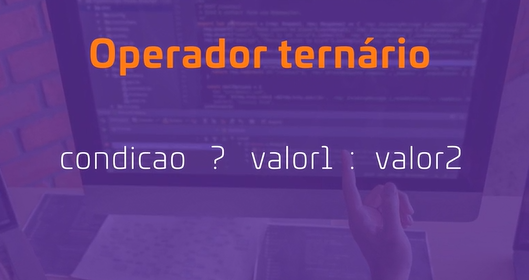 Operador ternário
condicao ? valor1 : valor2